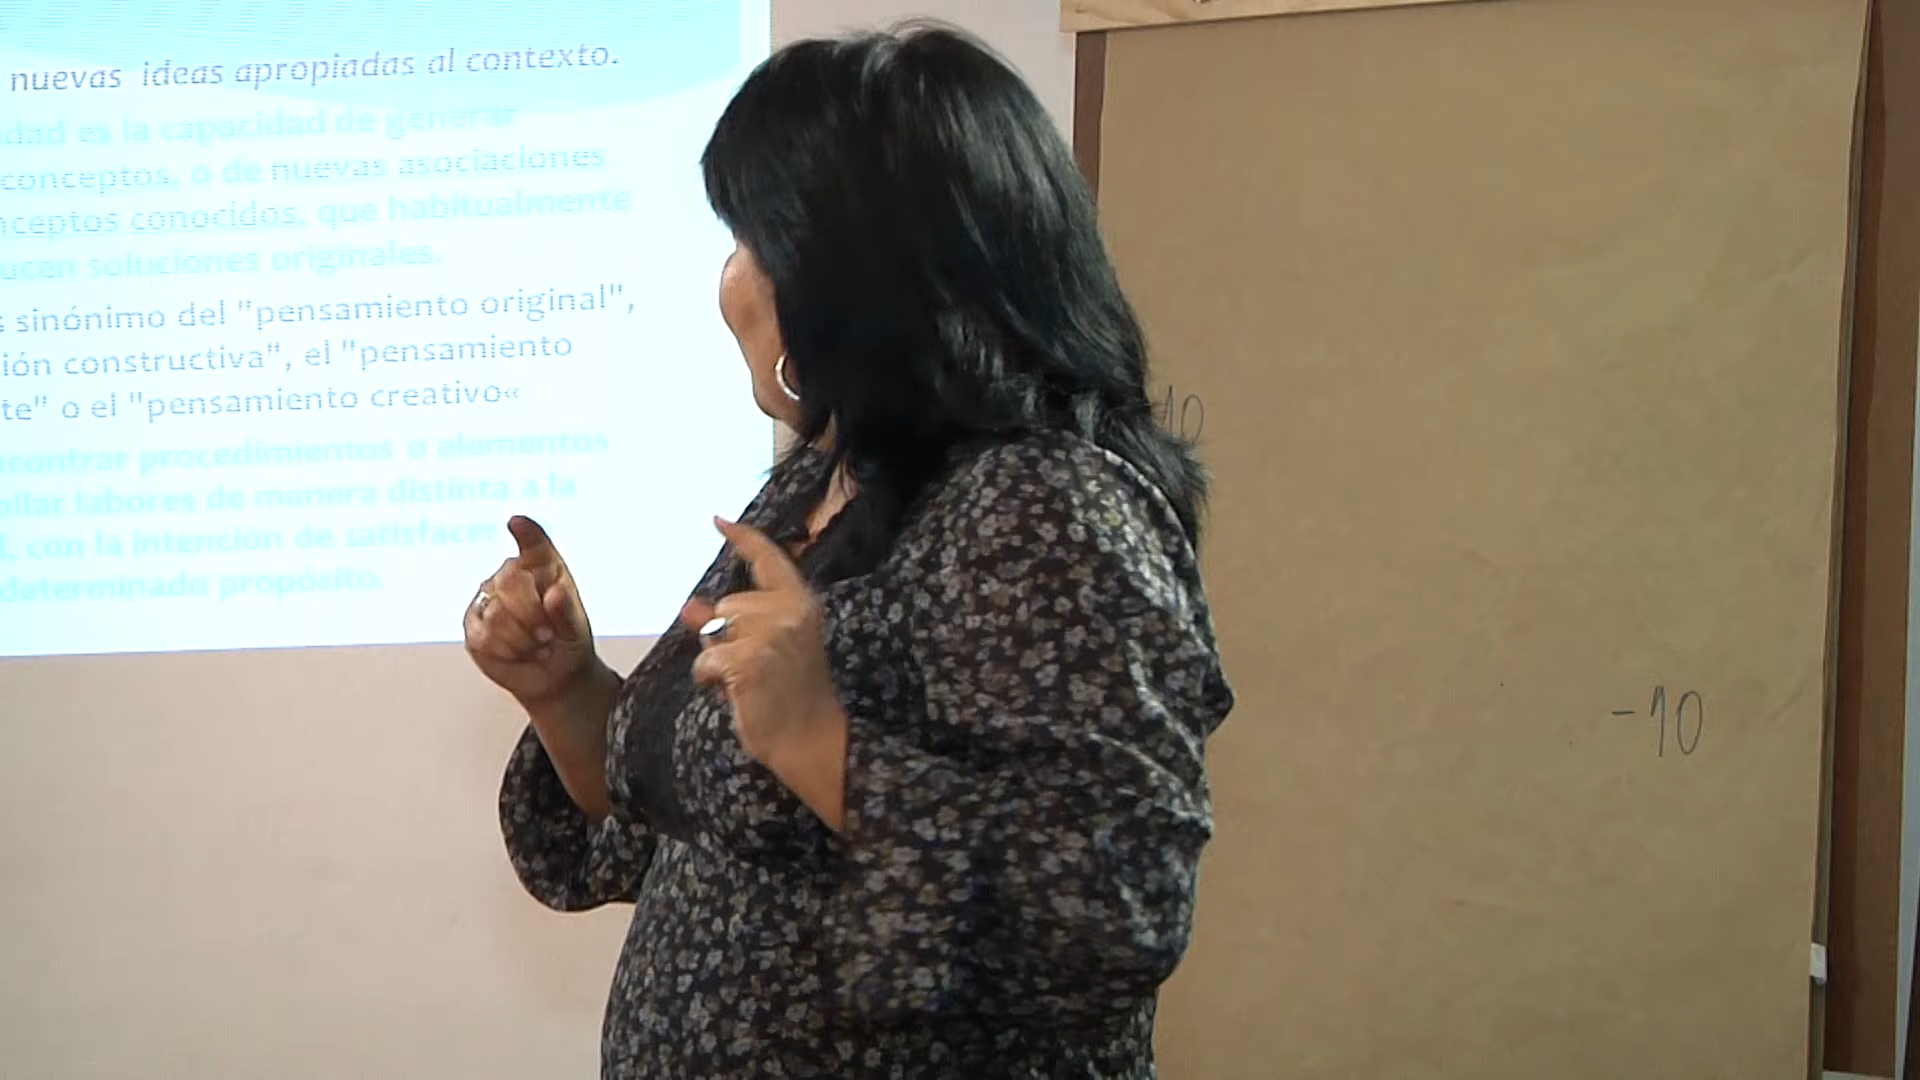 nuevas ideas apropiadas al contexto.
idad es la capacidad de generar
conceptos, o de nuevas asociaciones
nceptos conocidos, que habitualmente
ucen soluciones originales.
s sinónimo del "pensamiento original",
ión constructiva", el "pensamiento
te" o el "pensamiento creativo«
ncontrar procedimientos o elementos
ollar labores de manera distinta a la
, con la intención de satisfacer
determinado propósito.
10
-10